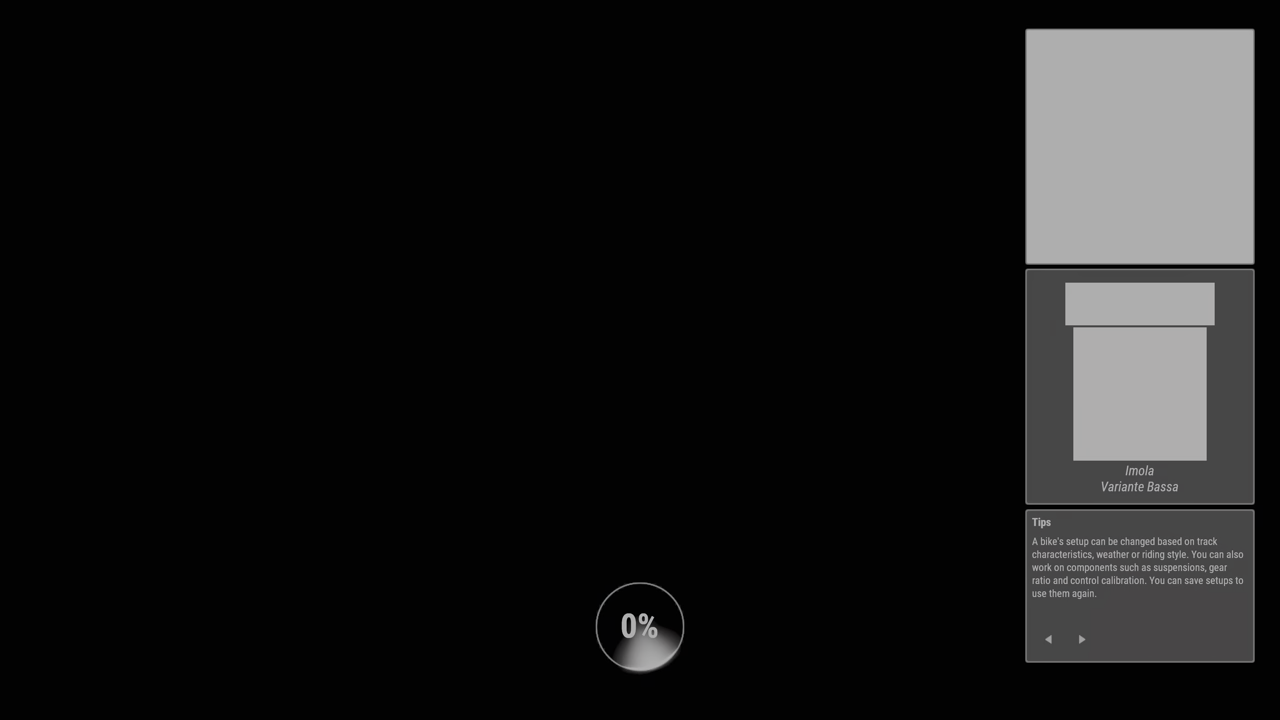 Imola
Variante Bassa
Tips
A bike's setup can be changed based on track
characteristics, weather or riding style. You can also
work on components such as suspensions, gear
ratio and control calibration. You can save setups to
use them again.
0%